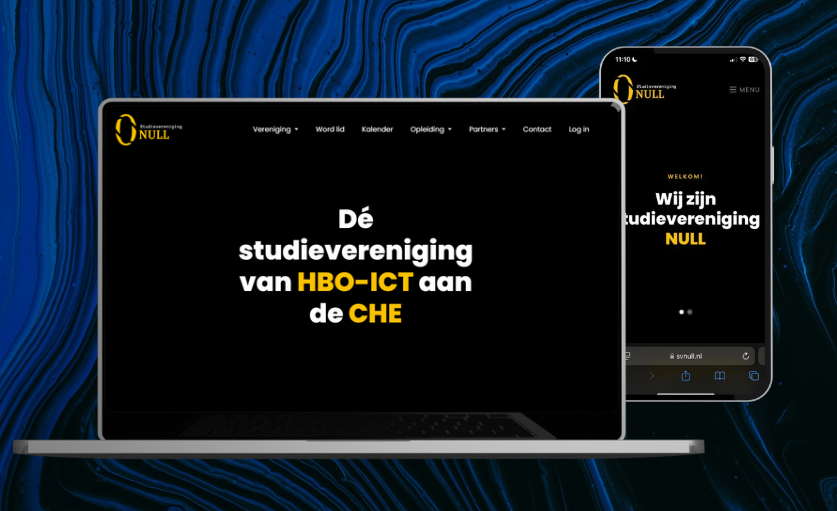 Studievereniging
NULL
Vereniging
Word lid
Kalender
Opleiding
Partners
Contact
Log in
Dé
studievereniging
van HBO-ICT aan
de CHE
11:10
Studievereniging
NULL
MENU
WELKOM!
Wij zijn
tudievereniging
NULL
svnull.nl